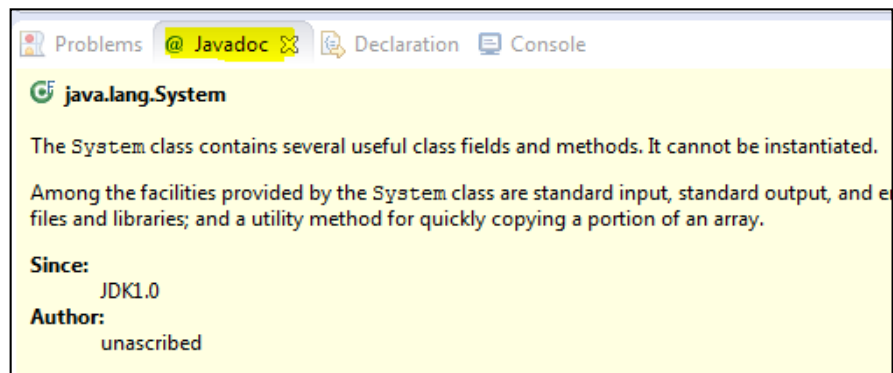 Problems @ Javadoc Declaration Console
java.lang.System
The System class contains several useful class fields and methods. It cannot be instantiated.
Among the facilities provided by the System class are standard input, standard output, and
files and libraries; and a utility method for quickly copying a portion of an array.
Since:
JDK1.0
Author:
unascribed